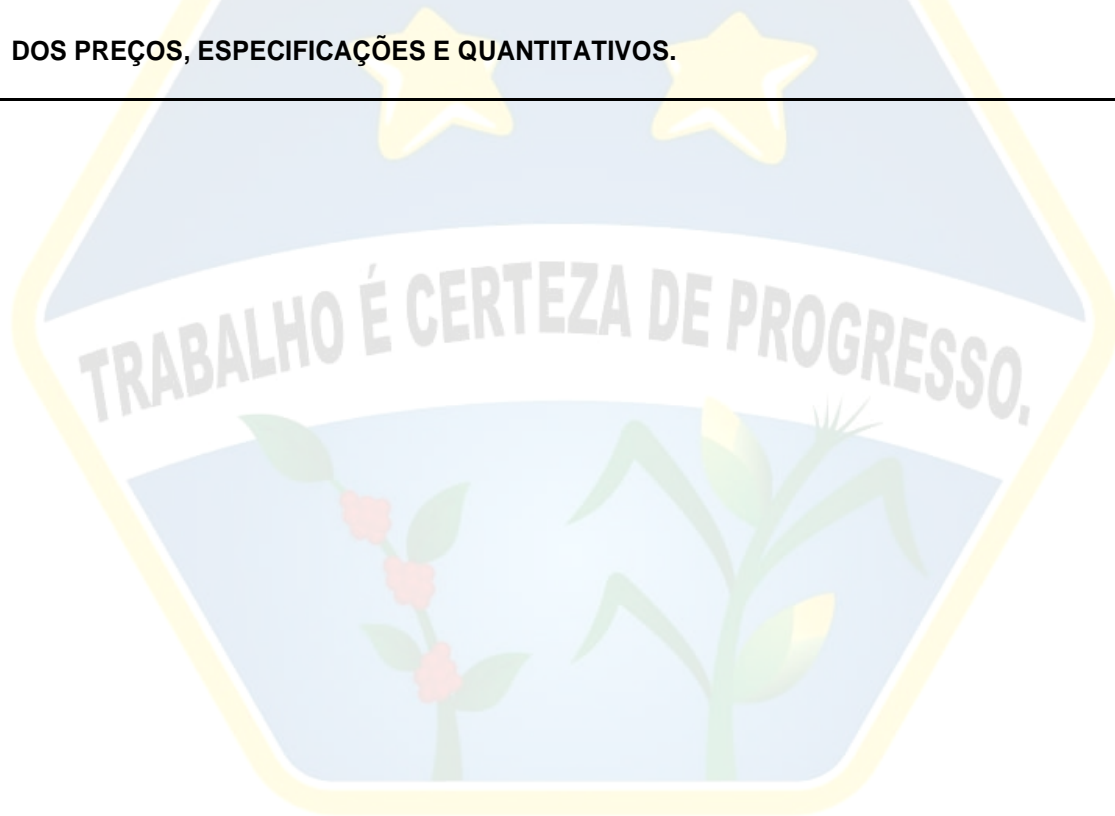 DOS PREÇOS, ESPECIFICAÇÕES E QUANTITATIVOS.
TRABALHO É CERTEZA DE PROGRESSO.